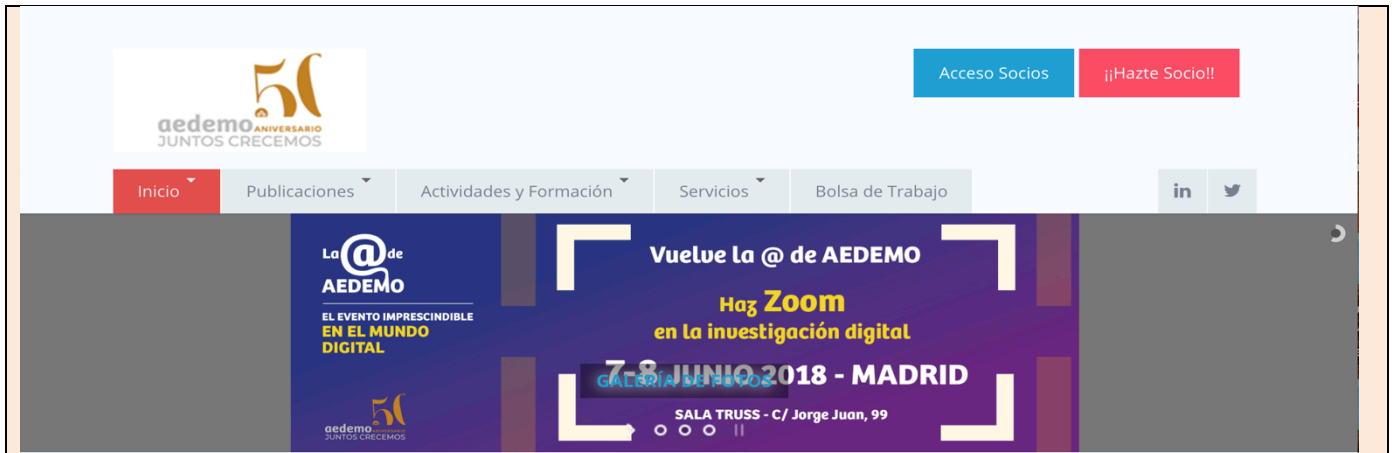 50
aedemo ANIVERSARIO
JUNTOS CRECEMOS
Acceso Socios
¡¡Hazte Socio!!
Inicio
Publicaciones
Actividades y Formación
Servicios
Bolsa de Trabajo
in
La @ de
AEDEMO
EL EVENTO IMPRESCINDIBLE
EN EL MUNDO
DIGITAL
50
aedemo ANIVERSARIO
JUNTOS CRECEMOS
Vuelve la @ de AEDEMO
Haz Zoom
en la investigación digital
7-8 JUNIO 2018 - MADRID
GALERÍA DE FOTOS
SALA TRUSS - C/ Jorge Juan, 99